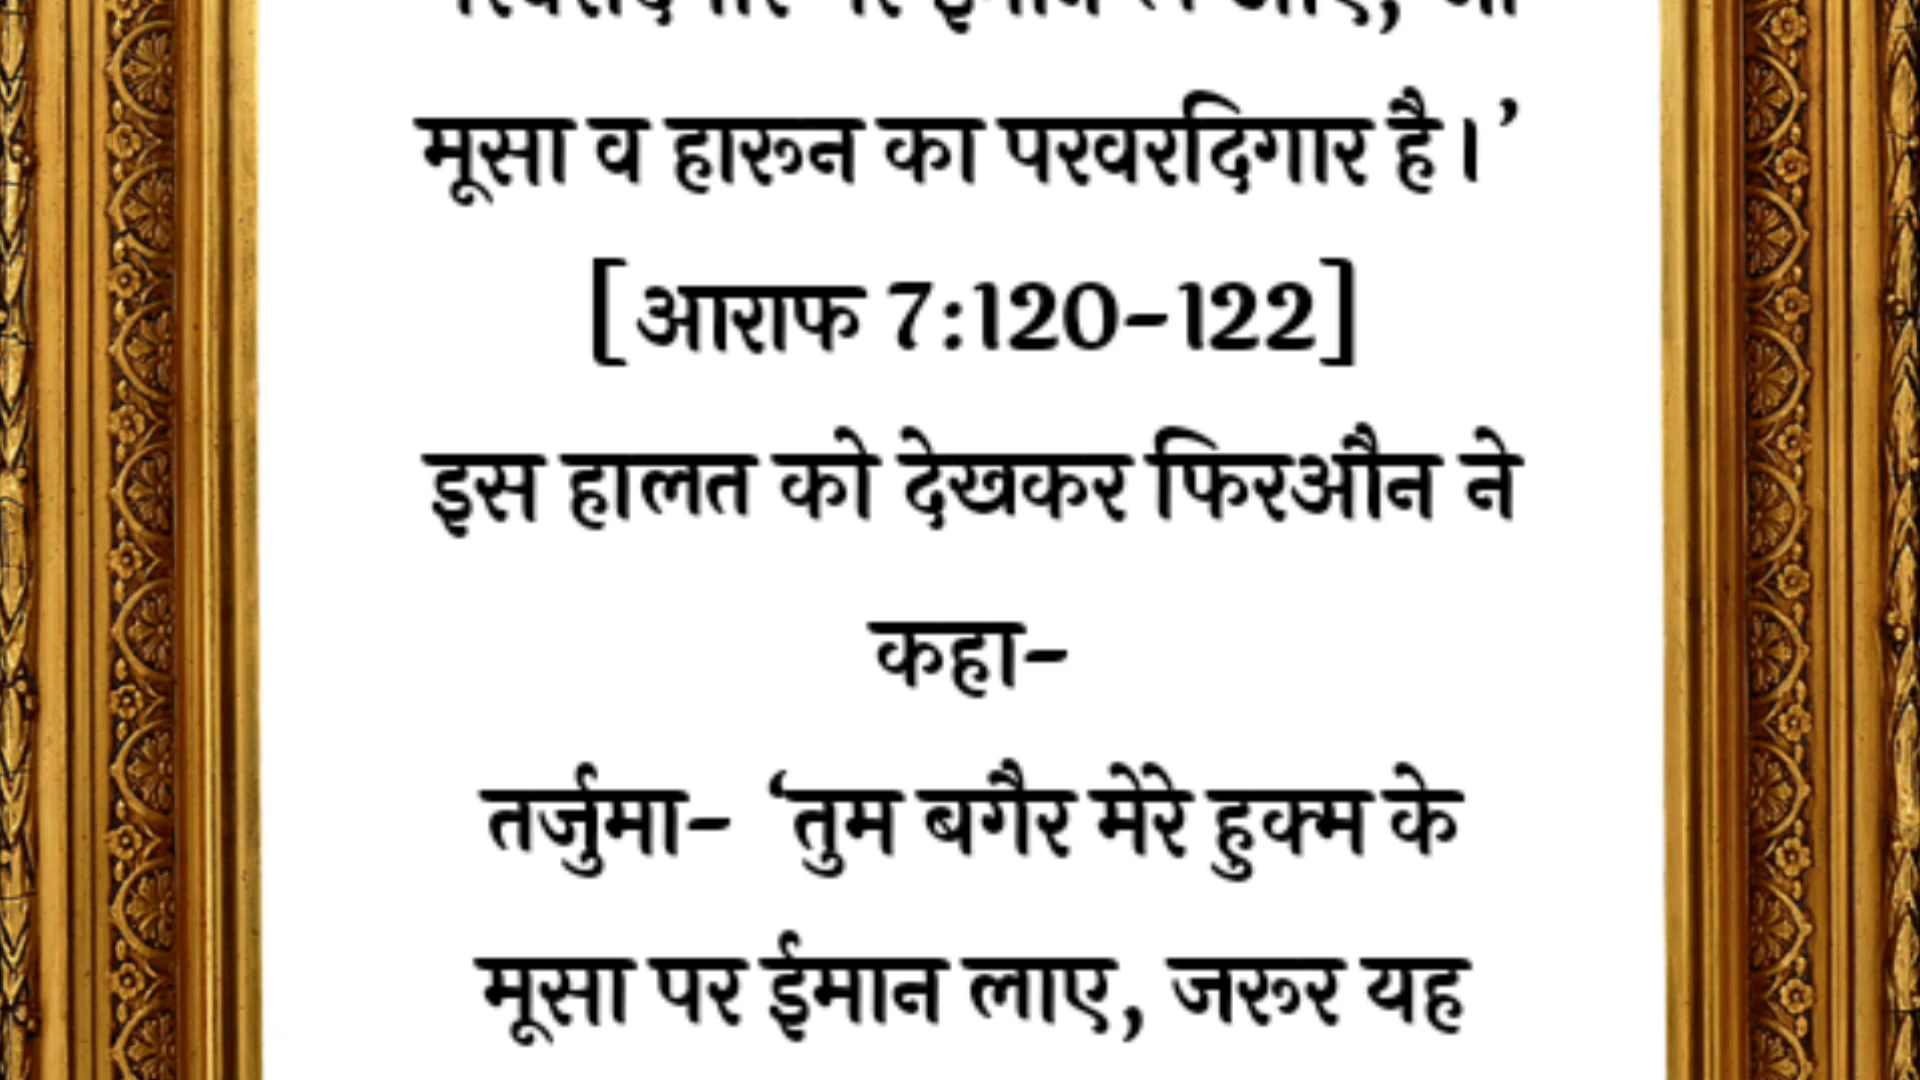 मूसा व हारून का परवरदिगार है।’
[आराफ 7:120-122]
इस हालत को देखकर फिरऔन ने
कहा-
तर्जुमा- ‘तुम बगैर मेरे हुक्म के
मूसा पर ईमान लाए, जरूर यह